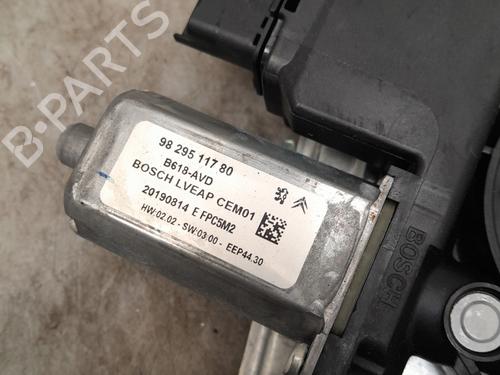 B-PARTS
98 295 117 80
B618-AVD
BOSCH LVEAP CEM01
20190814 E FPC5M2
HW:02.02 - SW:03.00 - EEP44.30
BOSCH